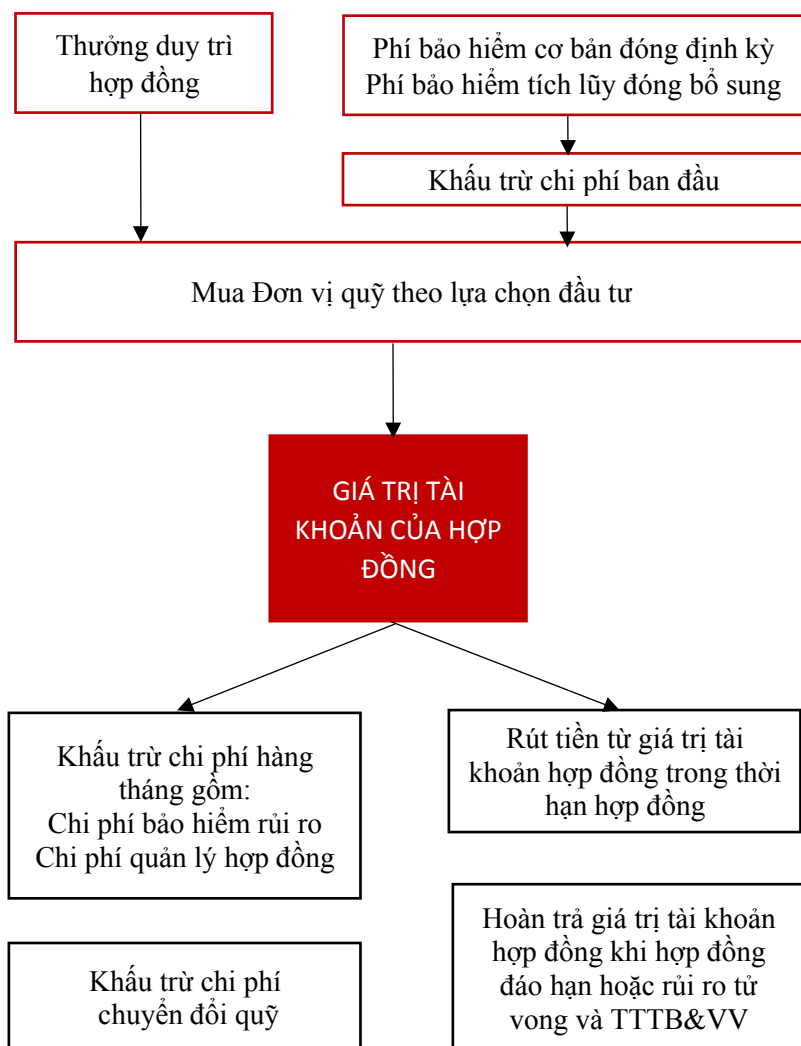 Thưởng duy trì
hợp đồng
Phí bảo hiểm cơ bản đóng định kỳ
Phí bảo hiểm tích lũy đóng bổ sung
Khấu trừ chi phí ban đầu
Mua Đơn vị quỹ theo lựa chọn đầu tư
GIÁ TRỊ TÀI
KHOẢN CỦA HỢP
ĐỒNG
Khấu trừ chi phí hàng
tháng gồm:
Chi phí bảo hiểm rủi ro
Chi phí quản lý hợp đồng
Rút tiền từ giá trị tài
khoản hợp đồng trong thời
hạn hợp đồng
Khấu trừ chi phí
chuyển đổi quỹ
Hoàn trả giá trị tài khoản
hợp đồng khi hợp đồng
đáo hạn hoặc rủi ro tử
vong và TTTB&VV